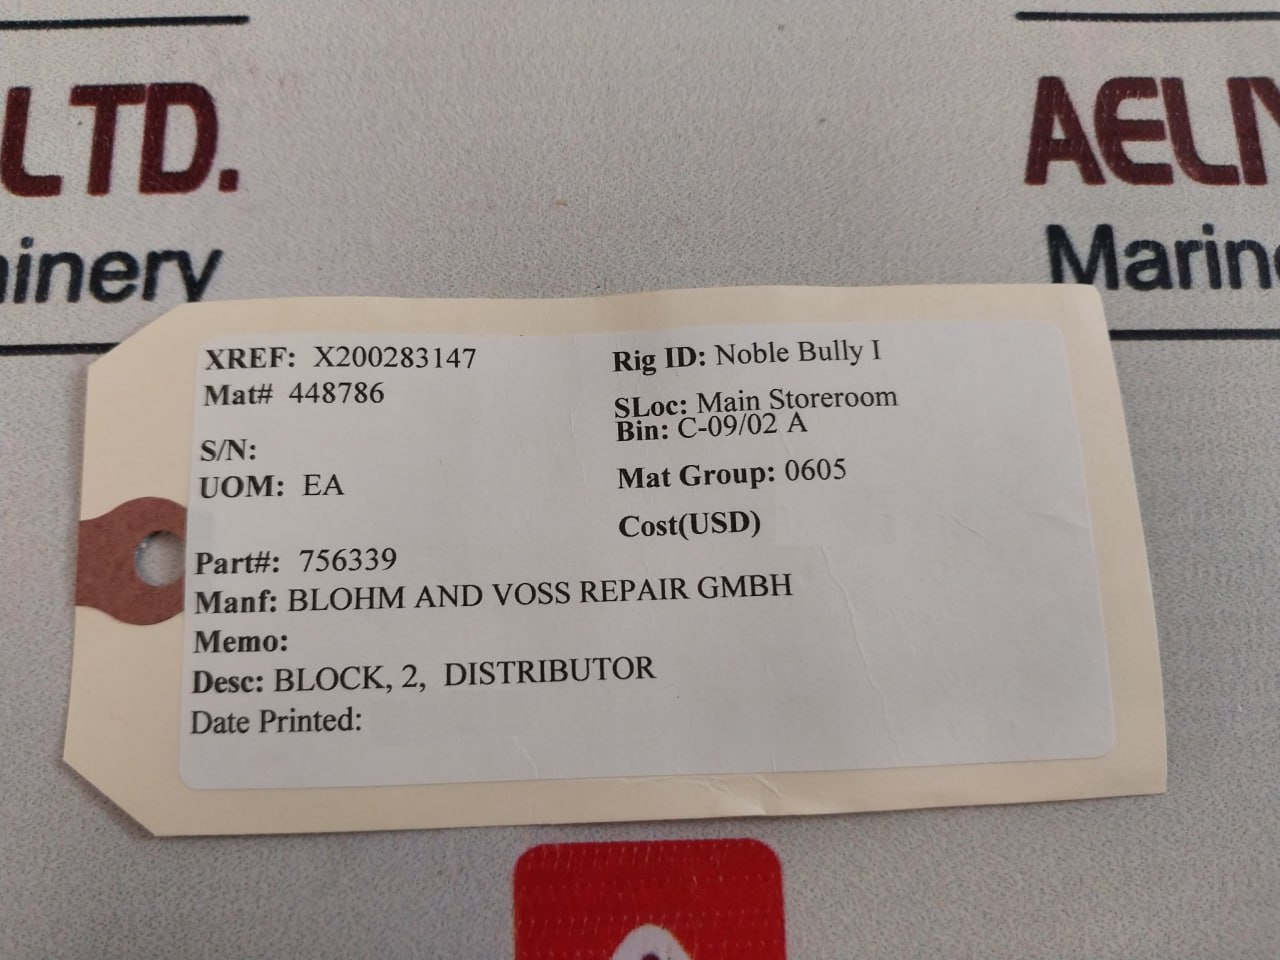 LTD.
AELN
inery
Marin
XREF: X200283147
Mat# 448786
S/N:
UOM: EA
Part#: 756339
Manf: BLOHM AND VOSS REPAIR GMBH
Memo:
Desc: BLOCK, 2, DISTRIBUTOR
Date Printed:
Rig ID: Noble Bully I
SLoc: Main Storeroom
Bin: C-09/02 A
Mat Group: 0605
Cost(USD)